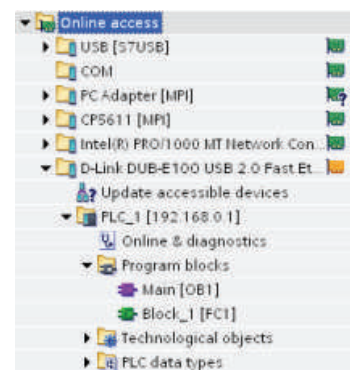 Online access
USB [S7USB]
COM
PC Adapter [MPI]
CP5611 [MPI]
Intel(R) PRO/1000 MT Network Con...
D-Link DUB-E100 USB 2.0 Fast Et...
Update accessible devices
PLC_1 [192.168.0.1]
Online & diagnostics
Program blocks
Main [OB1]
Block_1 [FC1]
Technological objects
PLC data types